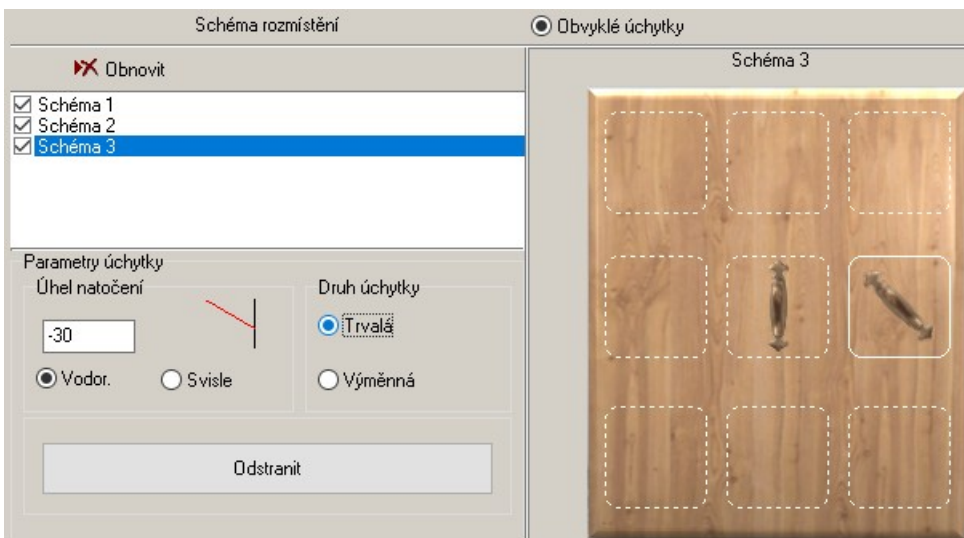 Schéma rozmístění
Obvyklé úchytky
Obnovit
Schéma 3
Schéma 1
Schéma 2
Schéma 3
Parametry úchytky
Úhel natočení
Druh úchytky
-30
Trvalá
Vodor.
Svisle
Výměnná
Odstranit